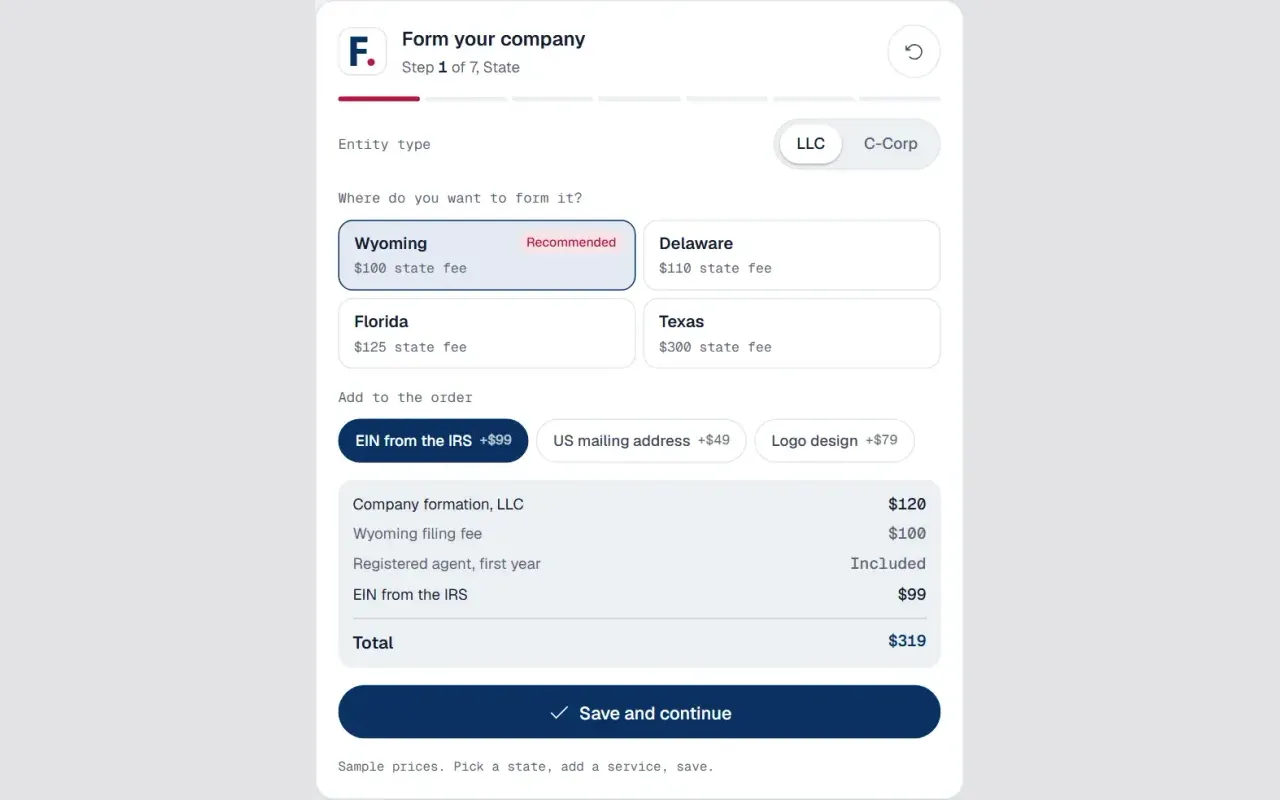 F.
Form your company
Step 1 of 7, State
Entity type
LLC
C-Corp
Where do you want to form it?
Wyoming
Recommended
$100 state fee
Delaware
$110 state fee
Florida
$125 state fee
Texas
$300 state fee
Add to the order
EIN from the IRS +$99
US mailing address +$49
Logo design +$79
Company formation, LLC $120
Wyoming filing fee $100
Registered agent, first year Included
EIN from the IRS $99
Total $319
Save and continue
Sample prices. Pick a state, add a service, save.